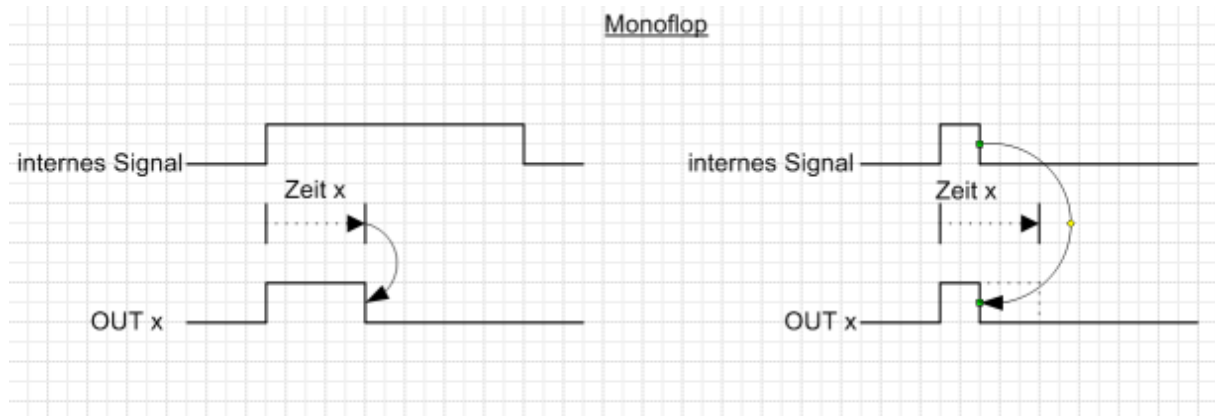 Monoflop
internes Signal
Zeit x
OUT x
internes Signal
Zeit x
OUT x